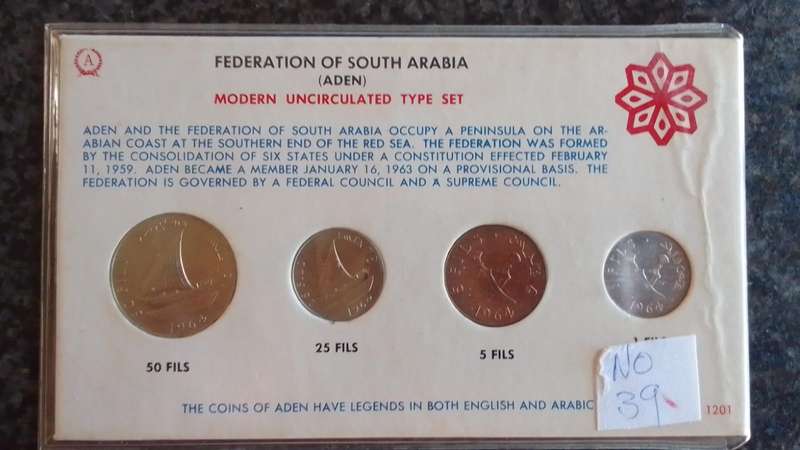 A
FEDERATION OF SOUTH ARABIA
(ADEN)
MODERN UNCIRCULATED TYPE SET
ADEN AND THE FEDERATION OF SOUTH ARABIA OCCUPY A PENINSULA ON THE AR-
ABIAN COAST AT THE SOUTHERN END OF THE RED SEA. THE FEDERATION WAS FORMED
BY THE CONSOLIDATION OF SIX STATES UNDER A CONSTITUTION EFFECTED FEBRUARY
11, 1959. ADEN BECAME A MEMBER JANUARY 16, 1963 ON A PROVISIONAL BASIS. THE
FEDERATION IS GOVERNED BY A FEDERAL COUNCIL AND A SUPREME COUNCIL.
1964
1964
1964
1964
50 FILS
25 FILS
5 FILS
NO
39
THE COINS OF ADEN HAVE LEGENDS IN BOTH ENGLISH AND ARABIC
1201